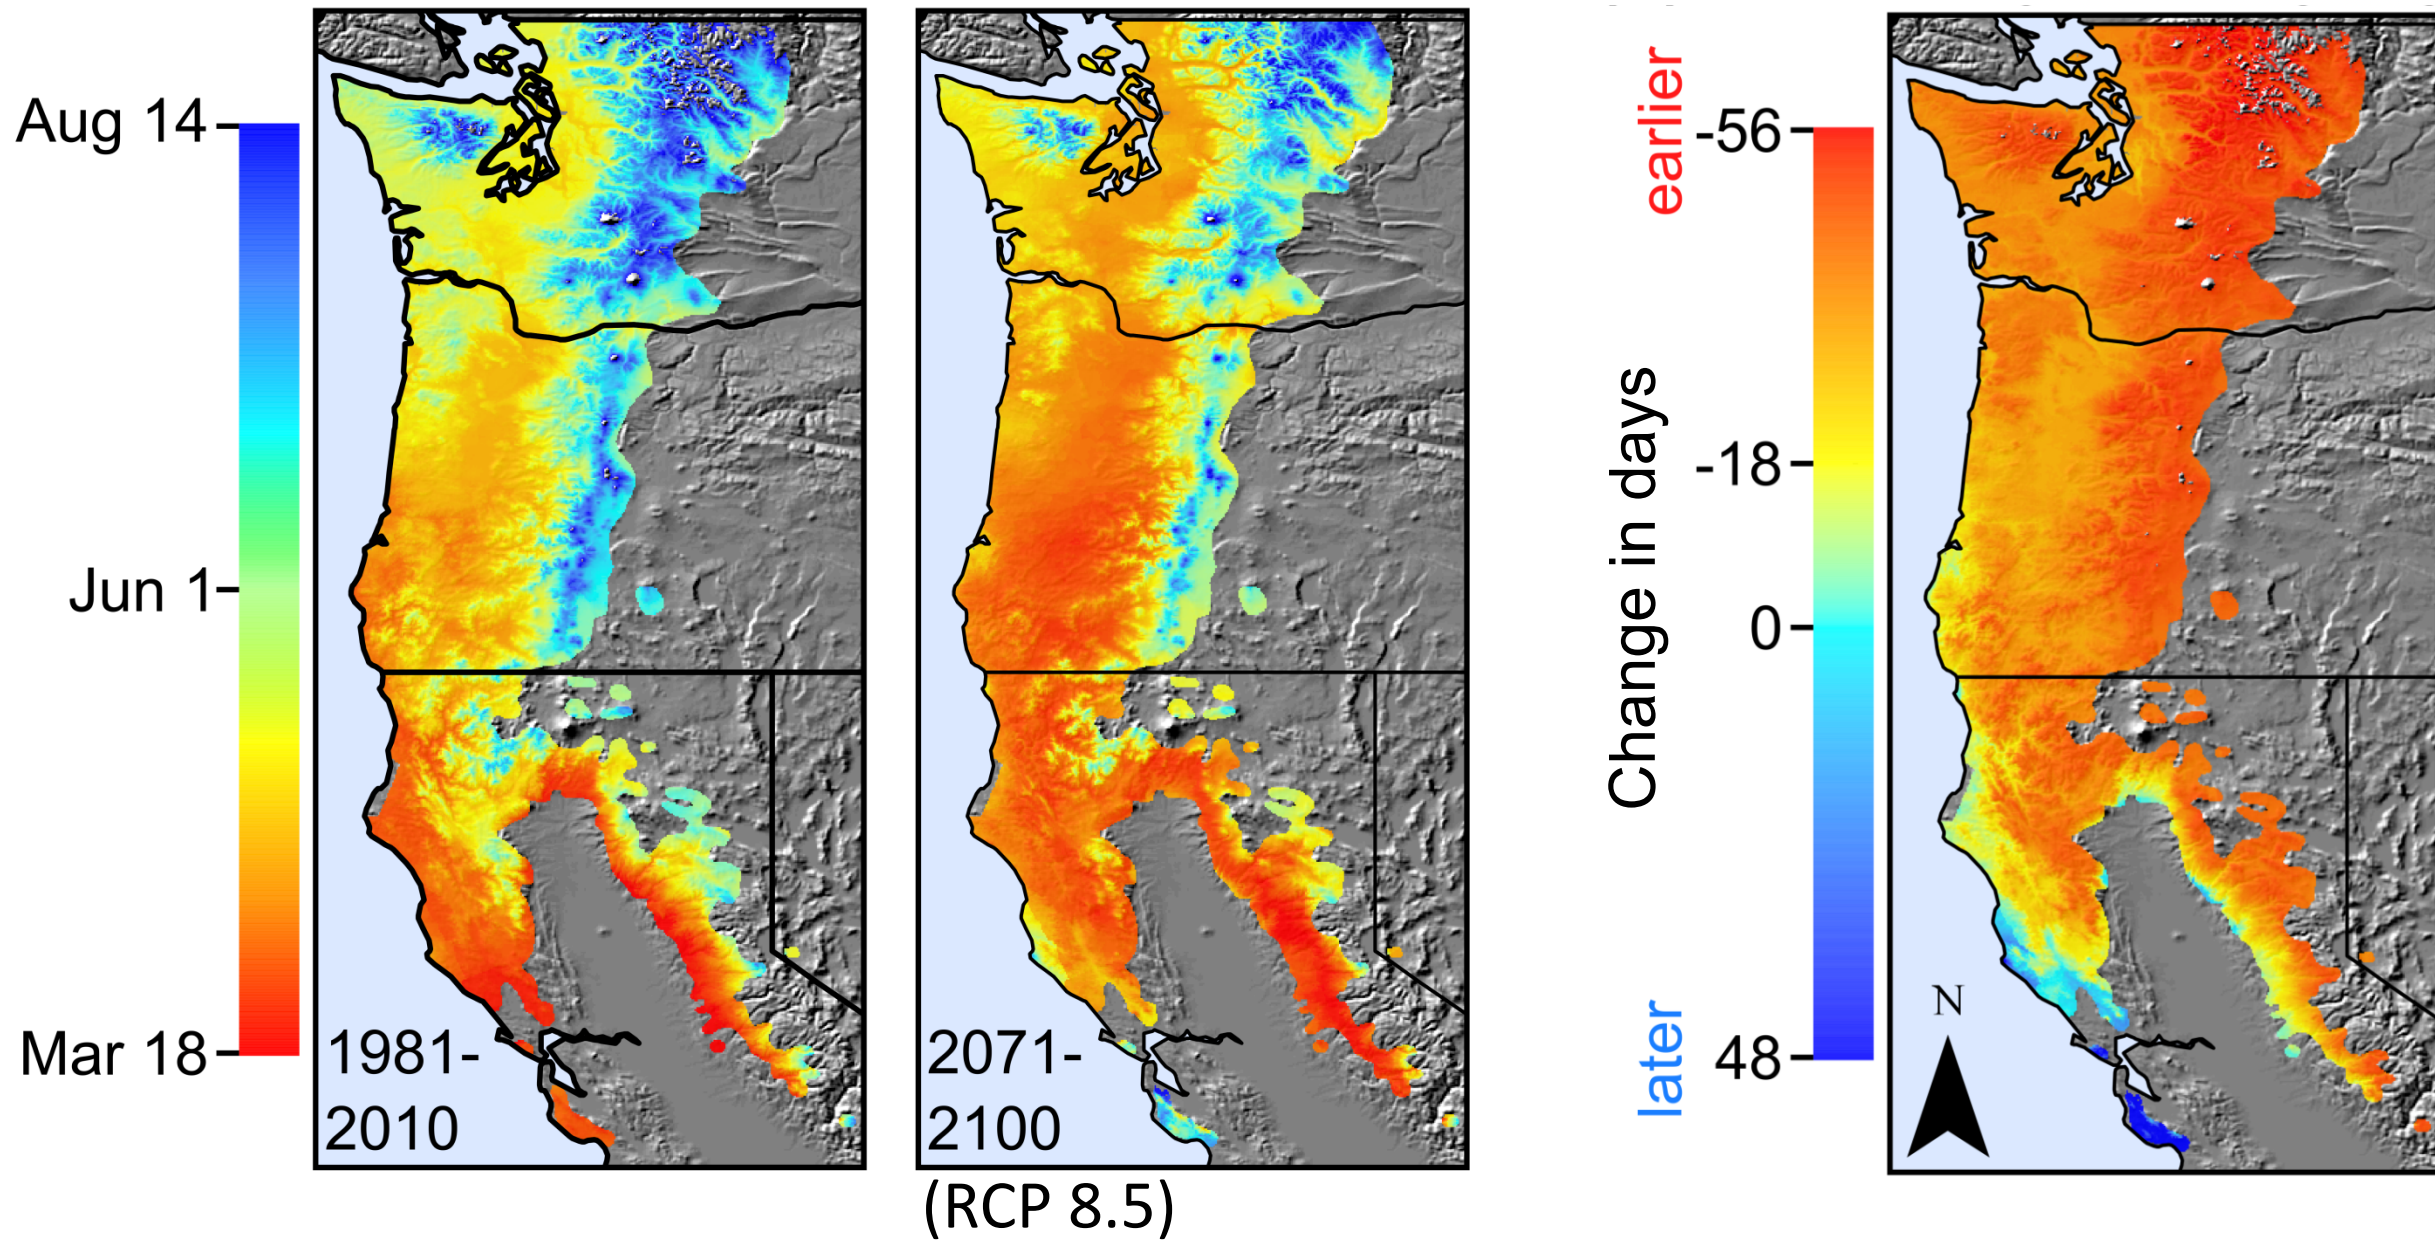 Aug 14
Jun 1
Mar 18
1981-
2010
2071-
2100
(RCP 8.5)
earlier
Change in days
later
-56
-18
0
48
N